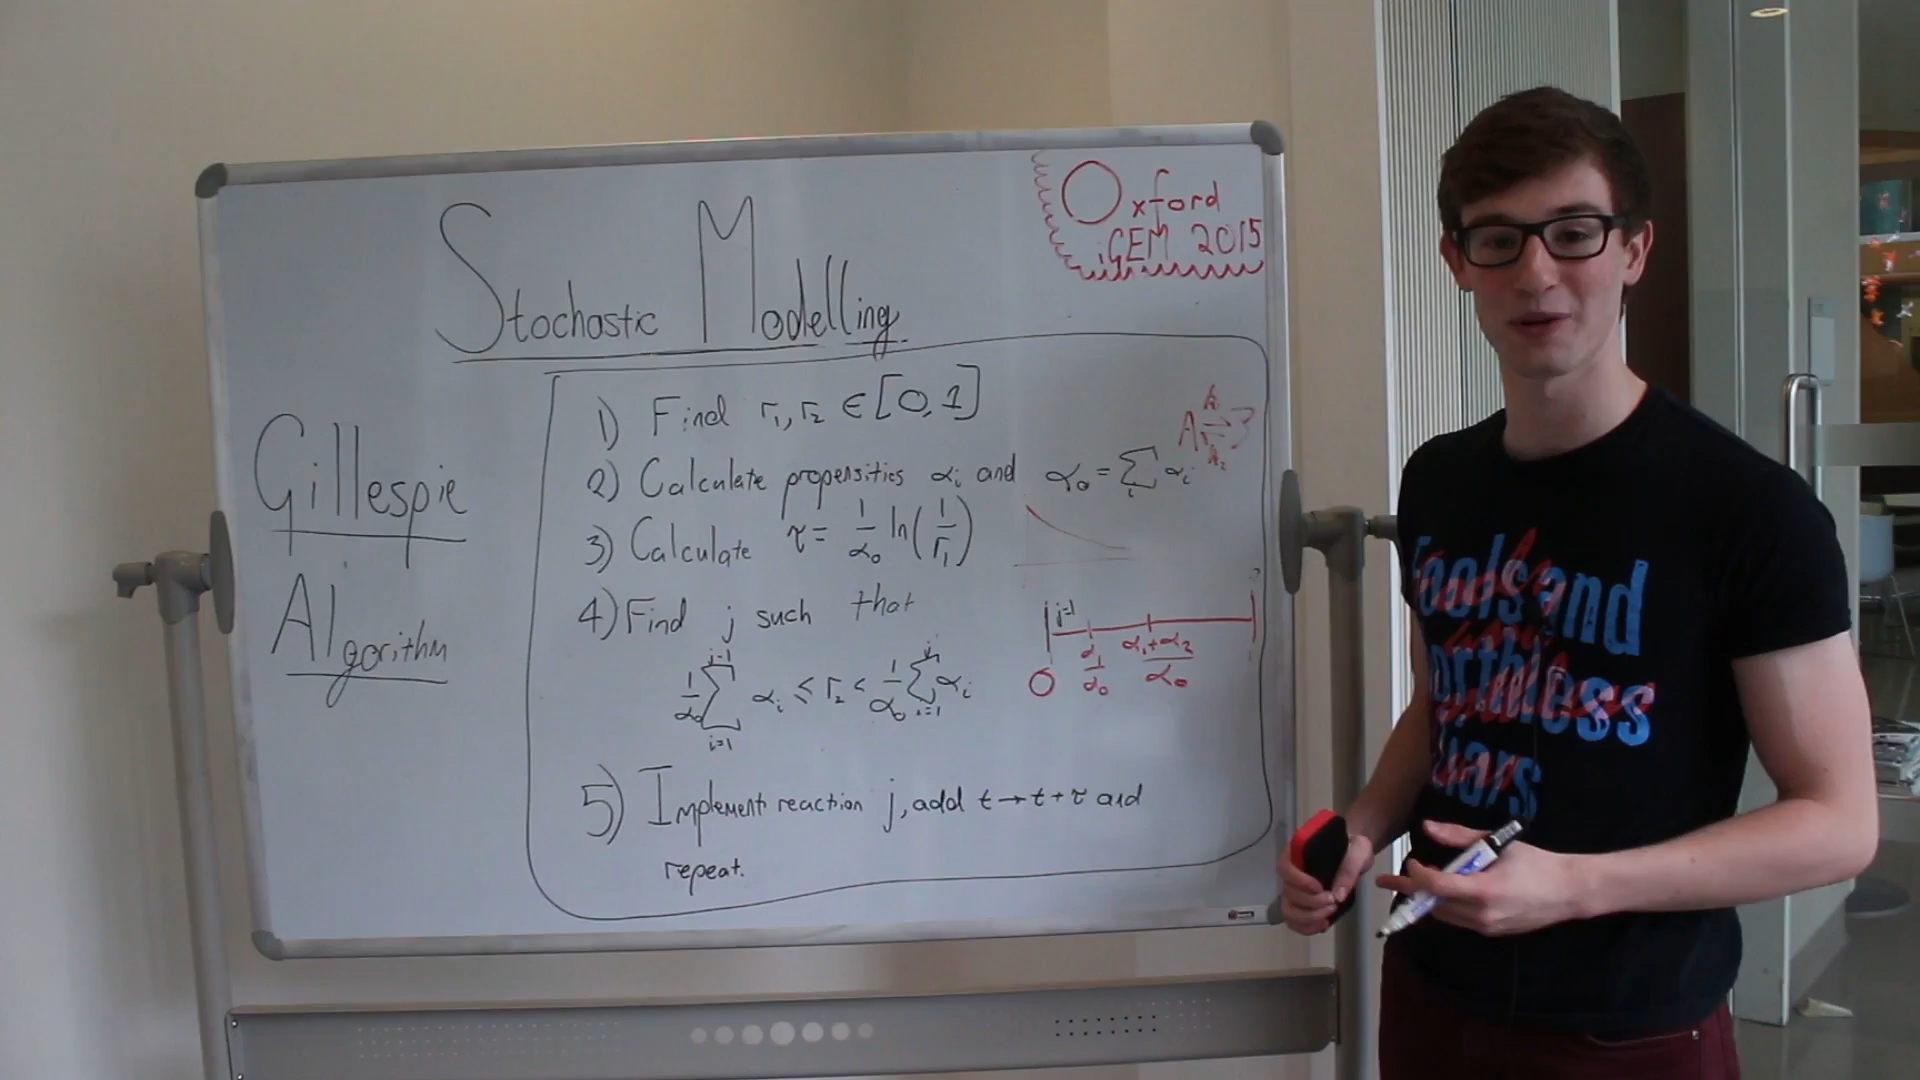 Stochastic Modelling
Oxford
iGEM 2015
Gillespie
Algorithm
1) Find r₁, r₂ ∈ [0,1]
2) Calculate propensities αᵢ and α₀ = Σᵢ αᵢ
3) Calculate τ = 1/α₀ ln(1/r₁)
4) Find j such that
1/α₀ Σᵢ₌₁ʲ⁻¹ αᵢ ≤ r₂ < 1/α₀ Σᵢ₌₁ʲ αᵢ
5) Implement reaction j, add t → t + τ and
repeat.
A
j=1
0 α₁/α₀ (α₁+α₂)/α₀
Fools and
worthless
liars